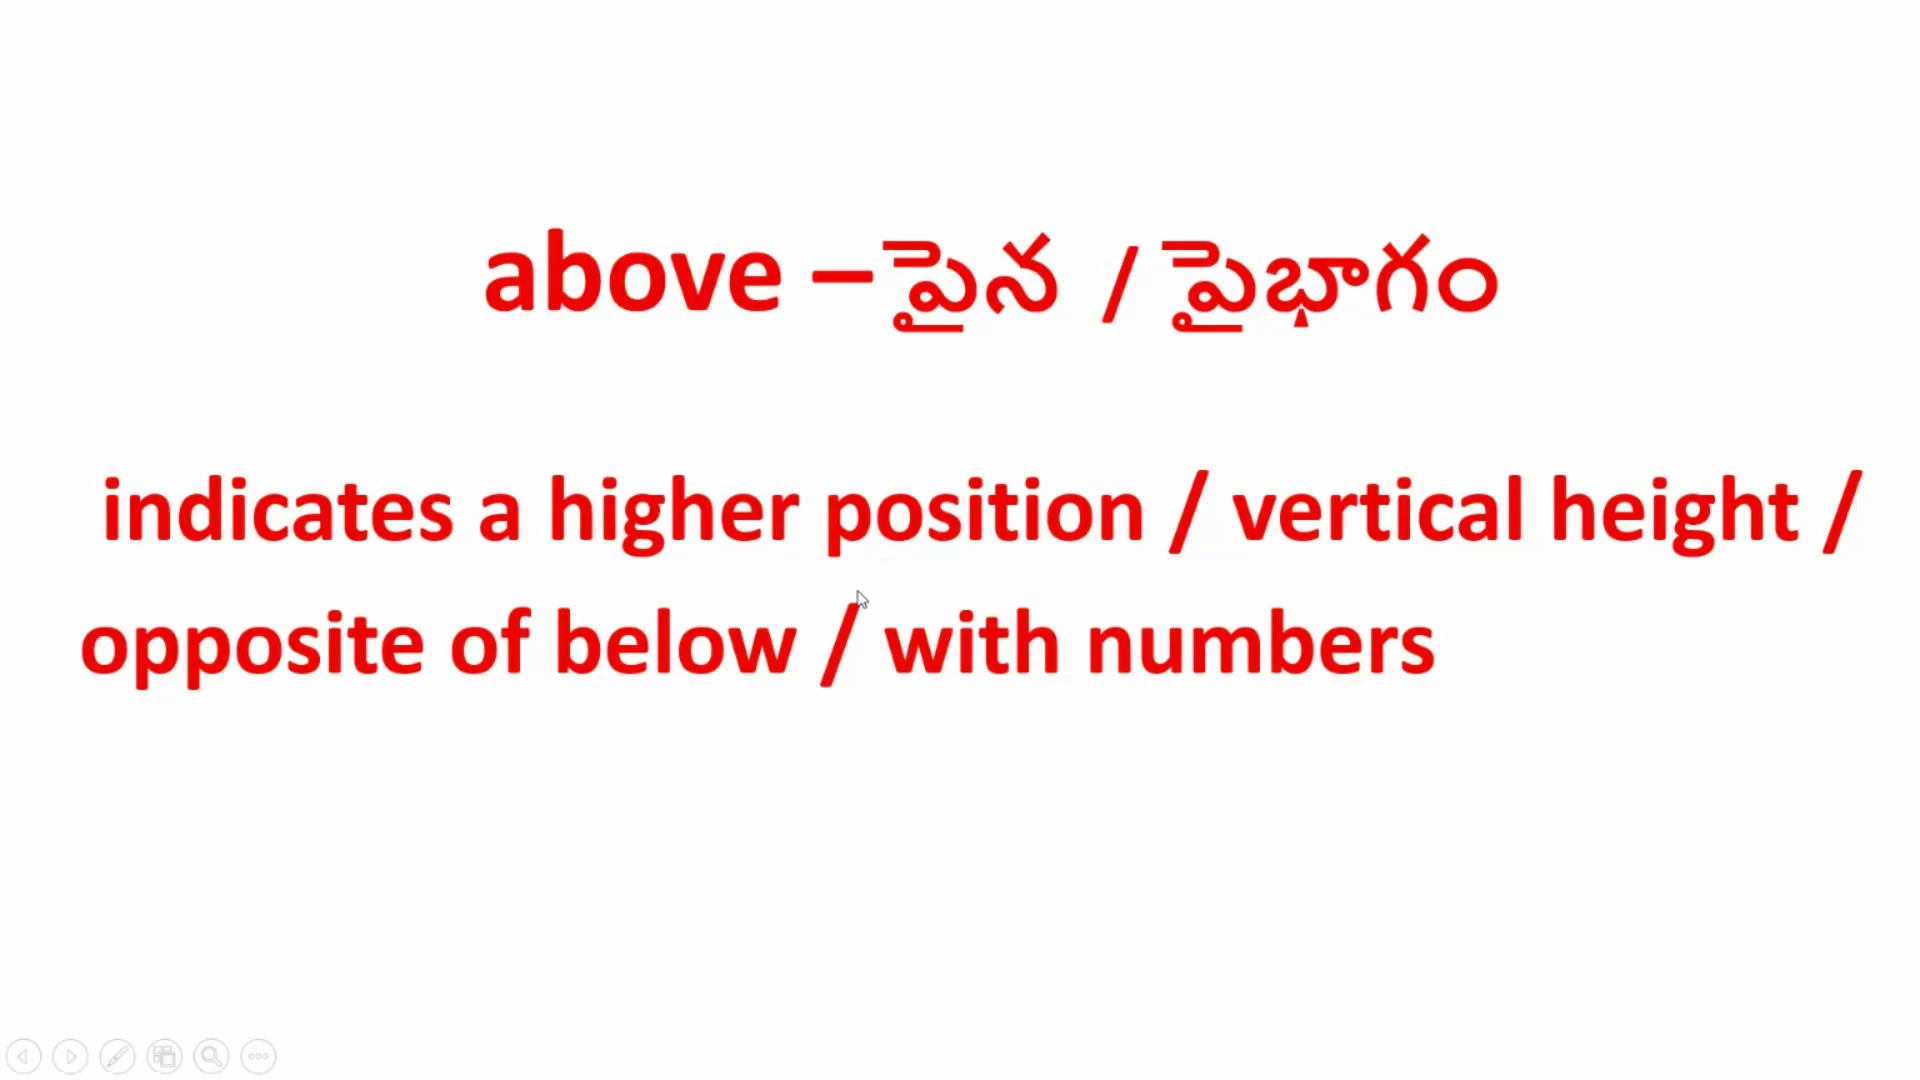 above – పైన / పైభాగం
indicates a higher position / vertical height /
opposite of below / with numbers